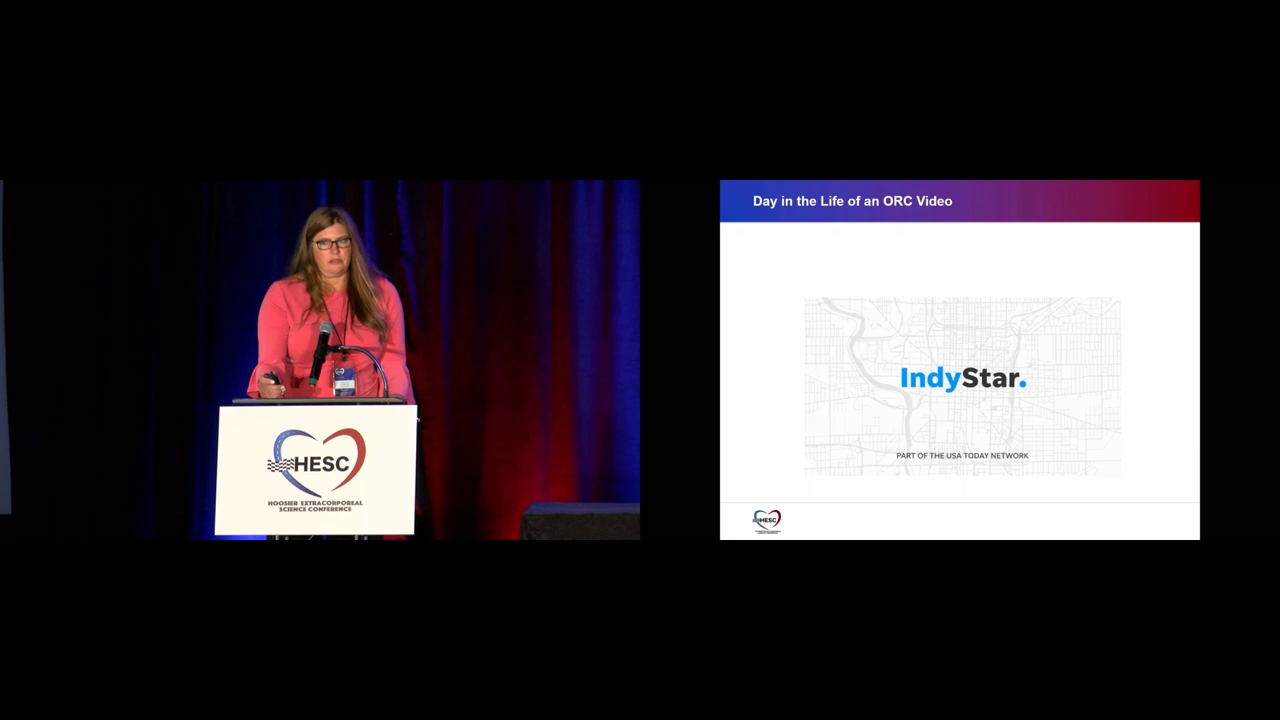 HESC
HOOSIER EXTRACORPOREAL
SCIENCE CONFERENCE
Day in the Life of an ORC Video
IndyStar.
PART OF THE USA TODAY NETWORK
HESC